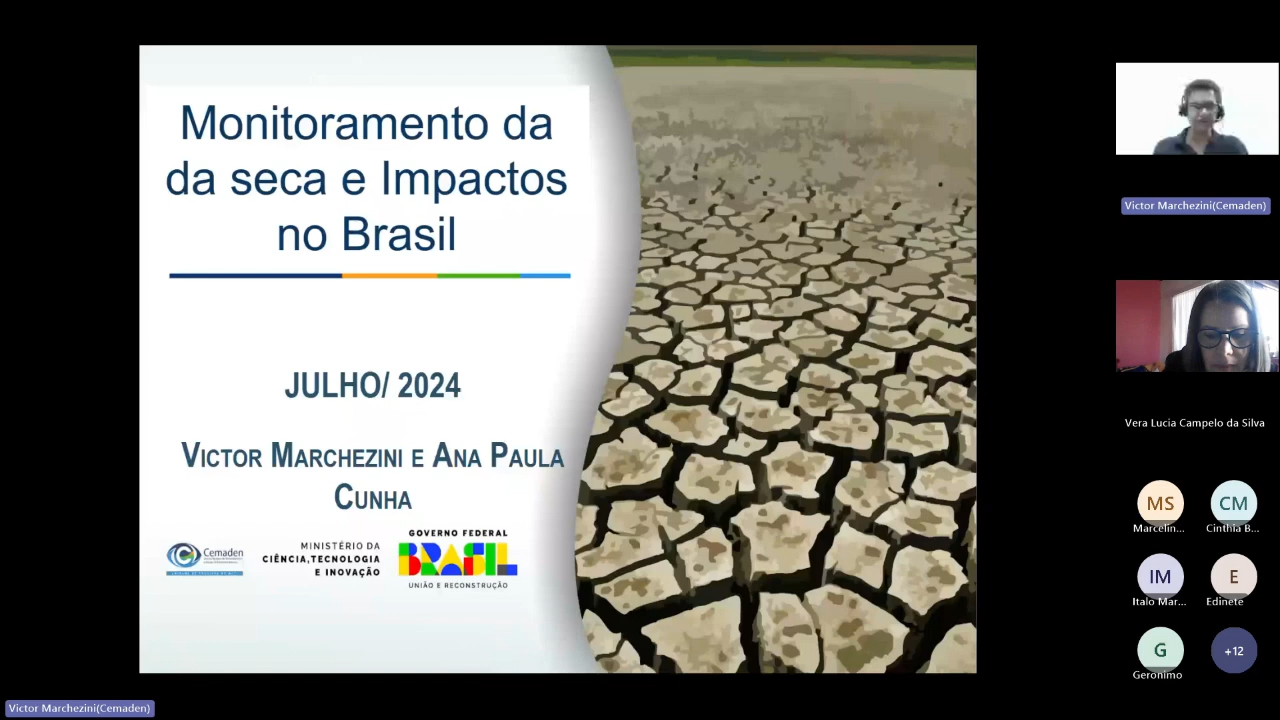 Monitoramento da
da seca e Impactos
no Brasil
JULHO/ 2024
VICTOR MARCHEZINI E ANA PAULA
CUNHA
Cemaden
MINISTÉRIO DA
CIÊNCIA,TECNOLOGIA
E INOVAÇÃO
GOVERNO FEDERAL
BRASIL
UNIÃO E RECONSTRUÇÃO
Victor Marchezini(Cemaden)
Vera Lucia Campelo da Silva
MS
Marcelin...
CM
Cinthia B...
IM
Italo Mar...
E
Edinete
G
Geronimo
+12
Victor Marchezini(Cemaden)